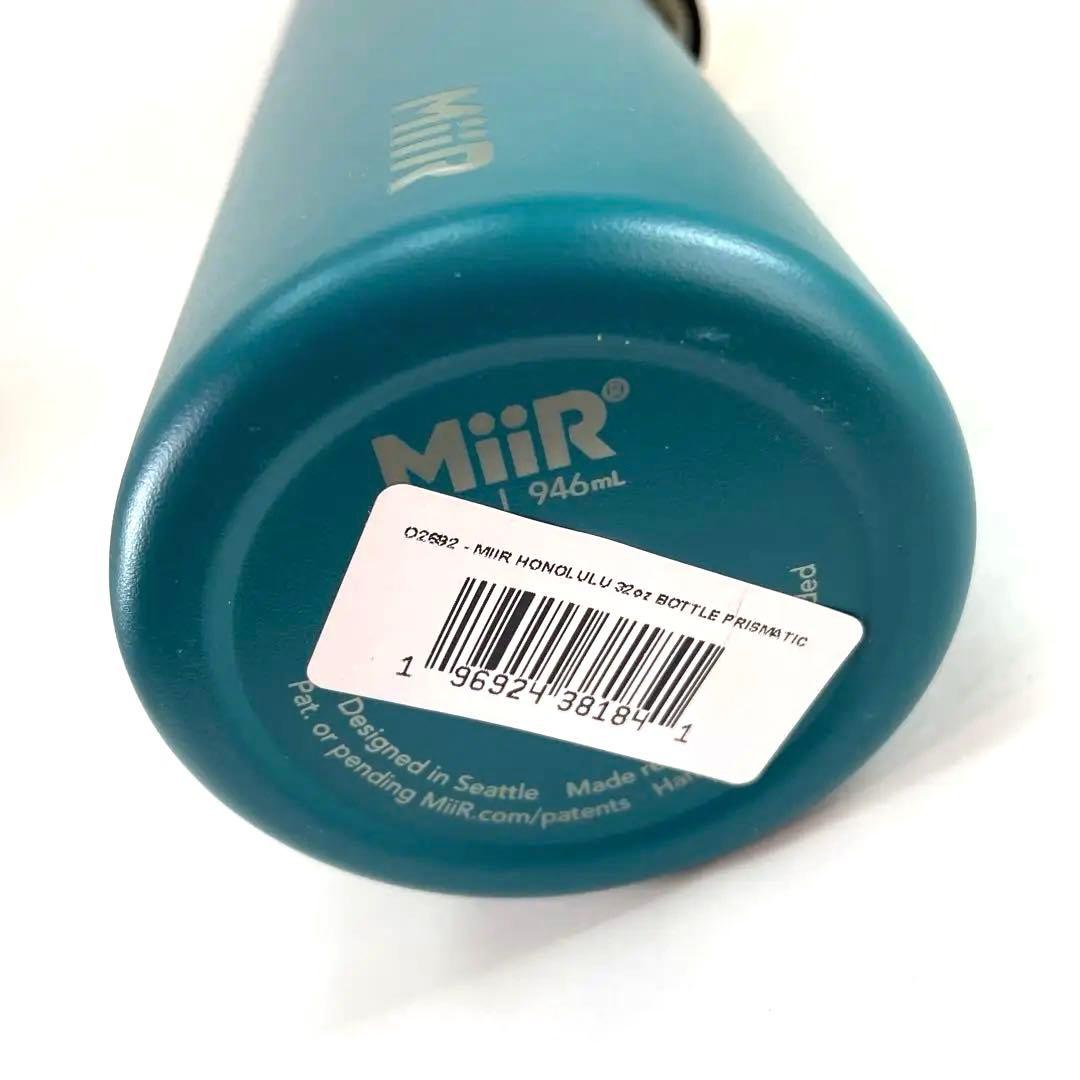 MiiR
MiiR®
| 946mL
O2692 - MIIR HONOLULU 32oz BOTTLE PRISMATIC
1 96924 38184 1
Designed in Seattle Made
Pat. or pending MiiR.com/patents